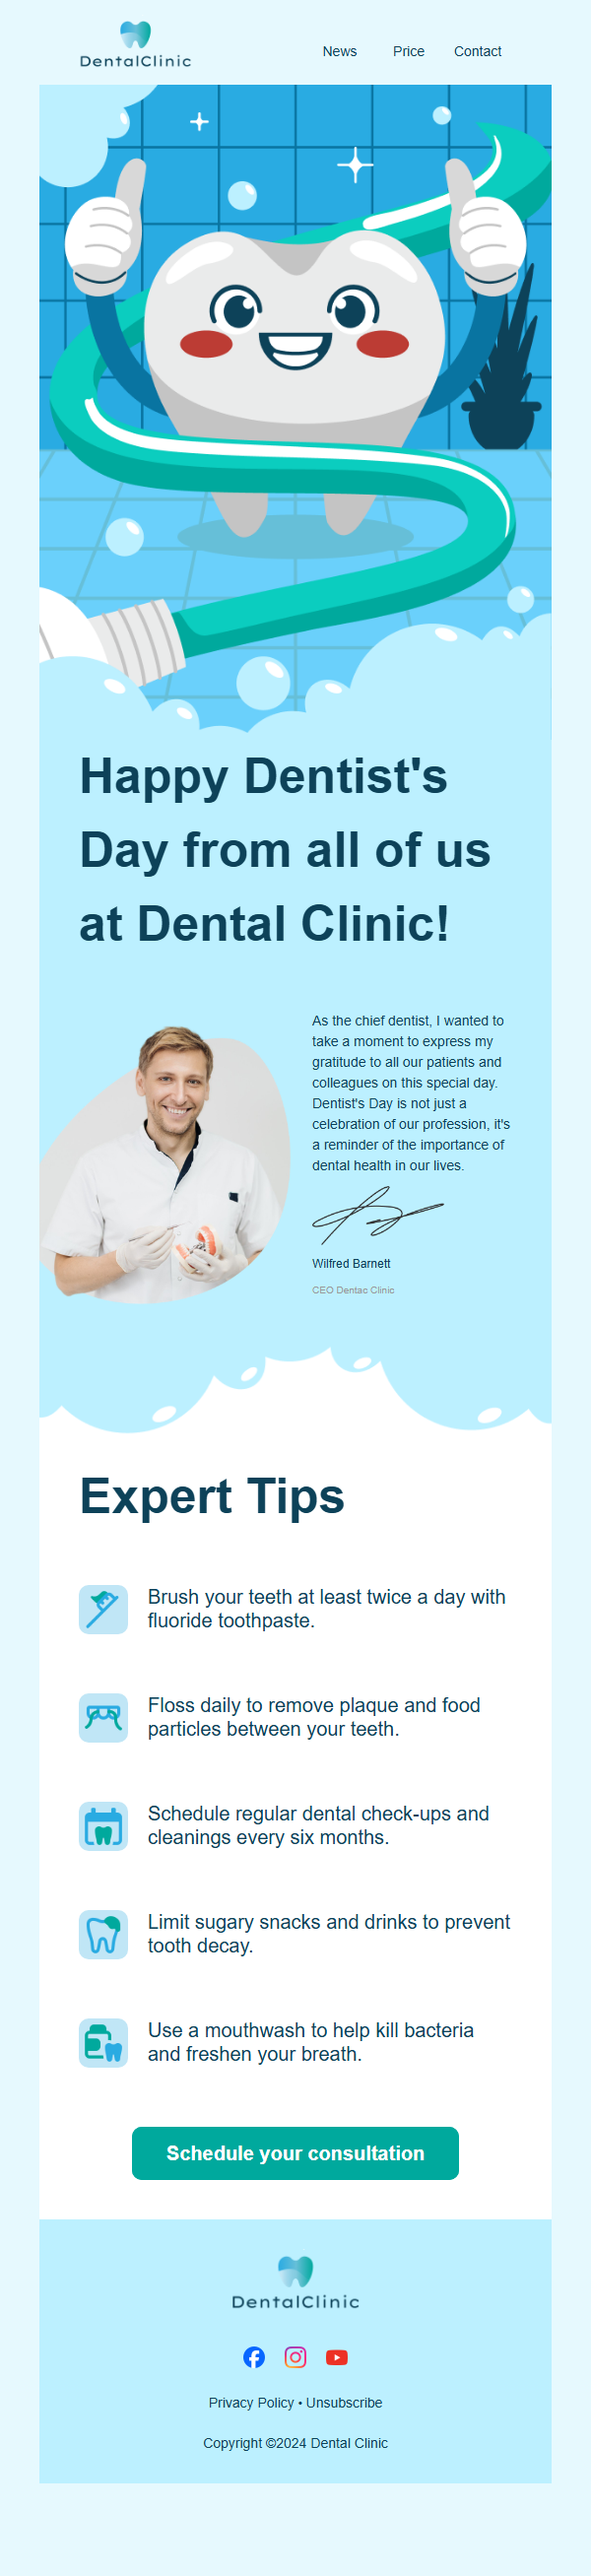 DentalClinic
News Price Contact
Happy Dentist's
Day from all of us
at Dental Clinic!
As the chief dentist, I wanted to
take a moment to express my
gratitude to all our patients and
colleagues on this special day.
Dentist's Day is not just a
celebration of our profession, it's
a reminder of the importance of
dental health in our lives.
Wilfred Barnett
CEO Dentac Clinic
Expert Tips
Brush your teeth at least twice a day with
fluoride toothpaste.
Floss daily to remove plaque and food
particles between your teeth.
Schedule regular dental check-ups and
cleanings every six months.
Limit sugary snacks and drinks to prevent
tooth decay.
Use a mouthwash to help kill bacteria
and freshen your breath.
Schedule your consultation
DentalClinic
Privacy Policy • Unsubscribe
Copyright ©2024 Dental Clinic